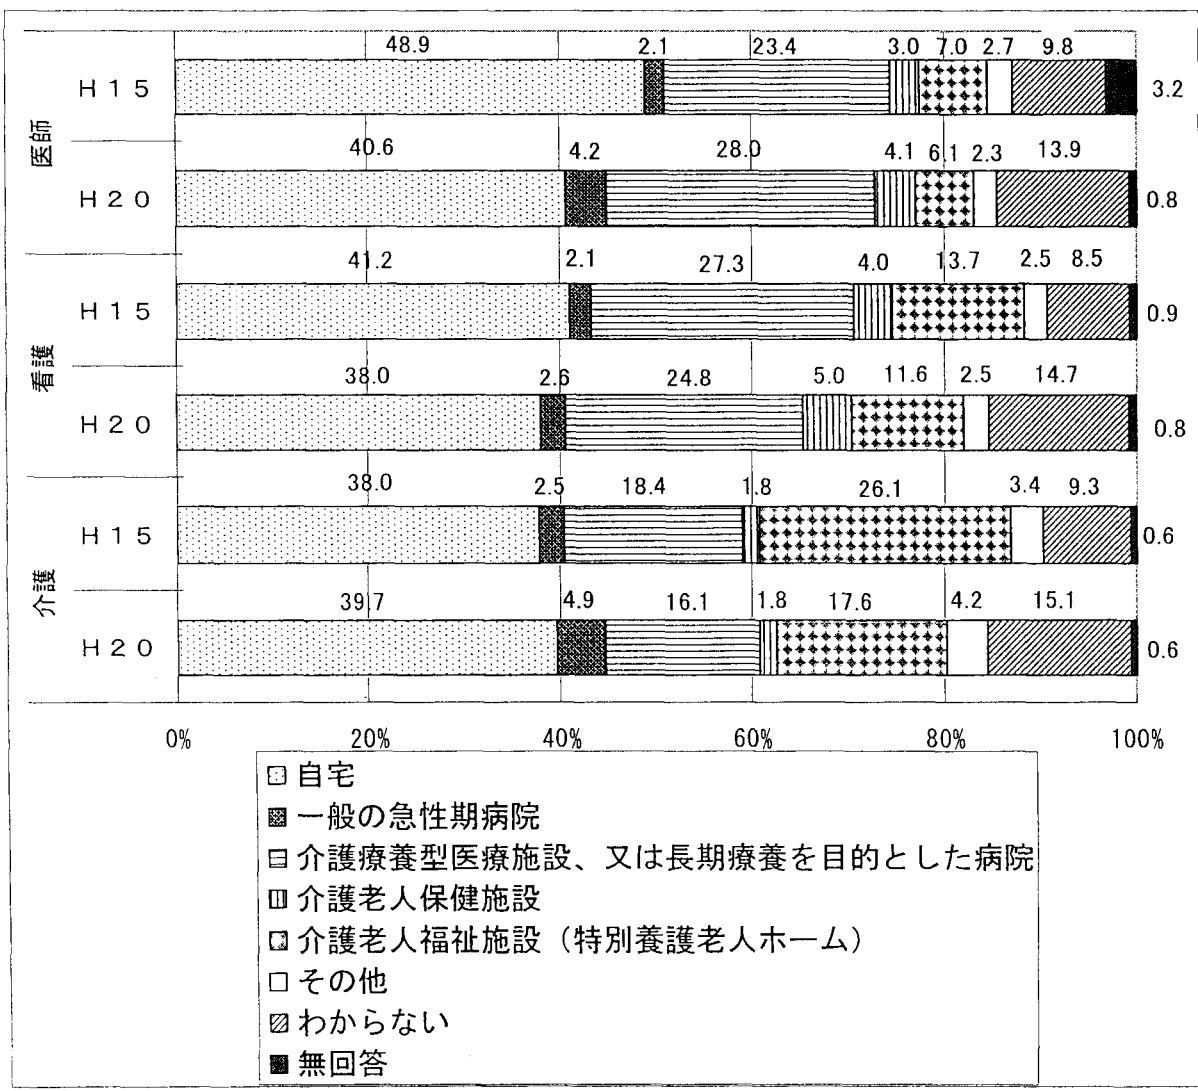 48.9 2.1 23.4 3.0 7.0 2.7 9.8
医師
H15
3.2
40.6 4.2 28.0 4.1 6.1 2.3 13.9
H20
0.8
41.2 2.1 27.3 4.0 13.7 2.5 8.5
看護
H15
0.9
38.0 2.6 24.8 5.0 11.6 2.5 14.7
H20
0.8
38.0 2.5 18.4 1.8 26.1 3.4 9.3
介護
H15
0.6
39.7 4.9 16.1 1.8 17.6 4.2 15.1
H20
0.6
0% 20% 40% 60% 80% 100%
自宅
一般の急性期病院
介護療養型医療施設、又は長期療養を目的とした病院
介護老人保健施設
介護老人福祉施設（特別養護老人ホーム）
その他
わからない
無回答